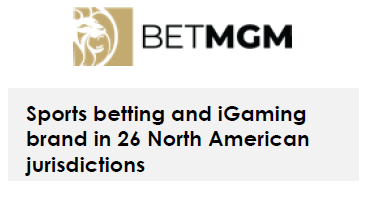 BETMGM
Sports betting and iGaming
brand in 26 North American
jurisdictions